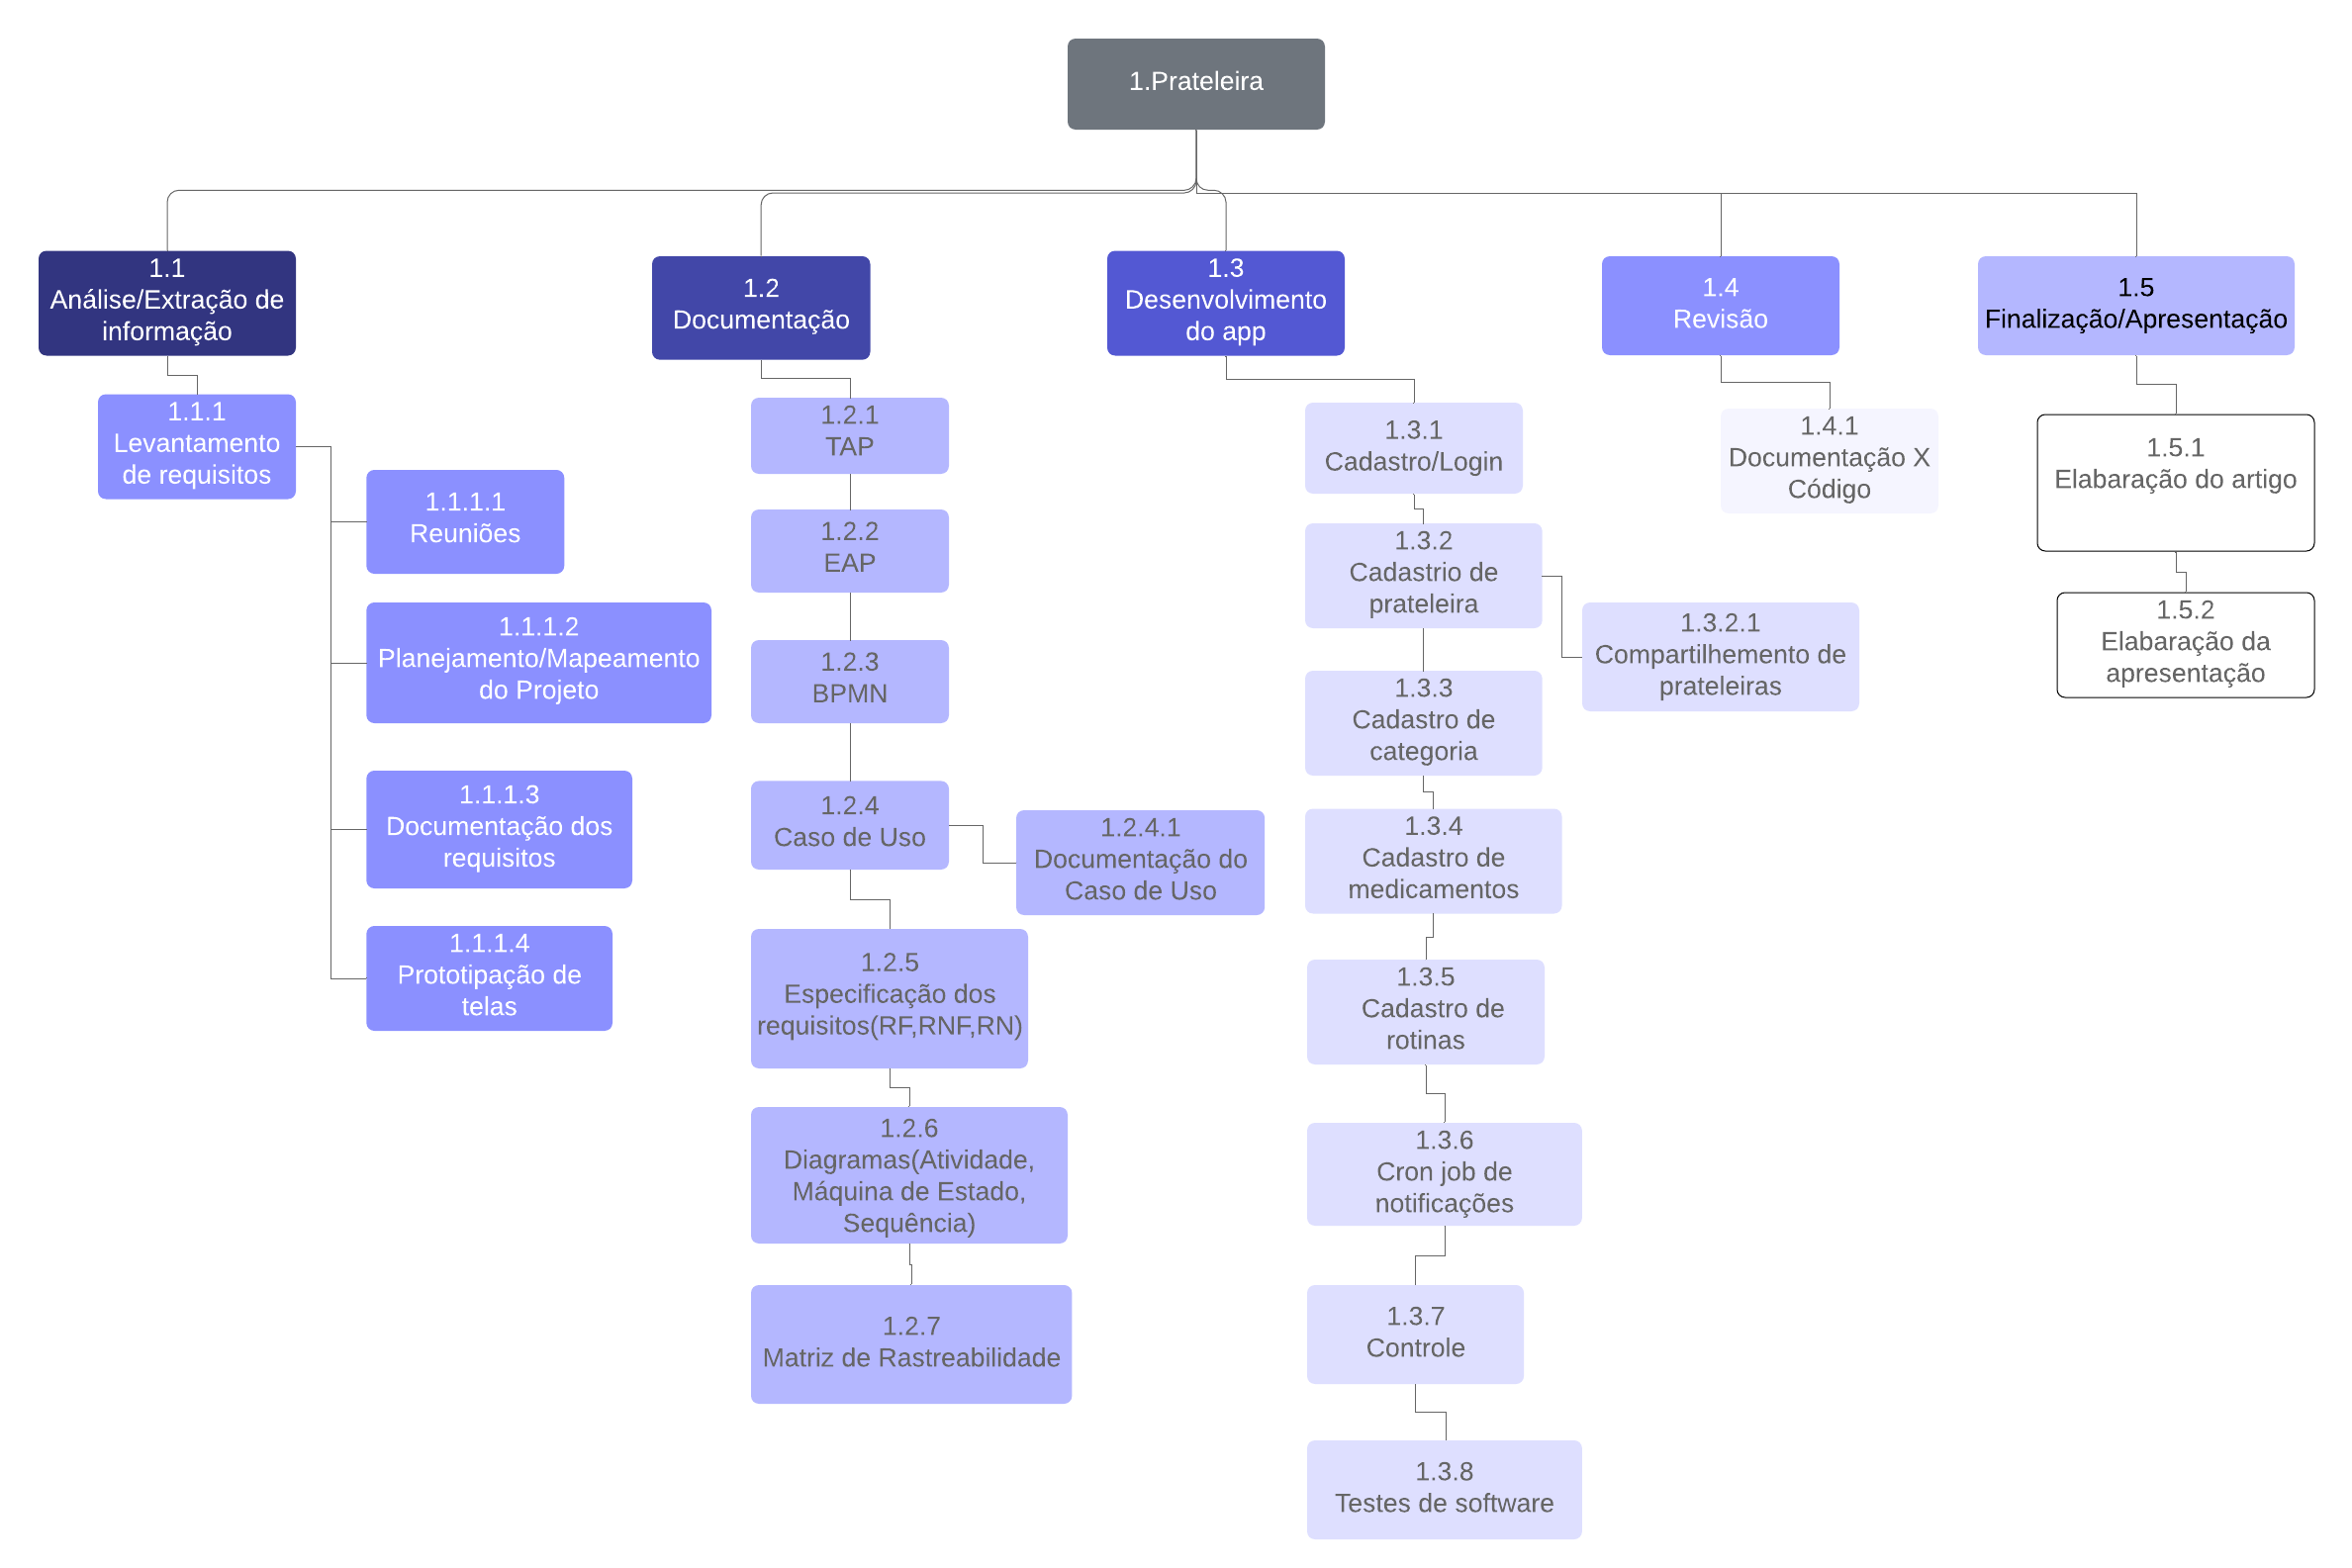 1.Prateleira
1.1
Análise/Extração de
informação
1.1.1
Levantamento
de requisitos
1.1.1.1
Reuniões
1.1.1.2
Planejamento/Mapeamento
do Projeto
1.1.1.3
Documentação dos
requisitos
1.1.1.4
Prototipação de
telas
1.2
Documentação
1.2.1
TAP
1.2.2
EAP
1.2.3
BPMN
1.2.4
Caso de Uso
1.2.4.1
Documentação do
Caso de Uso
1.2.5
Especificação dos
requisitos(RF,RNF,RN)
1.2.6
Diagramas(Atividade,
Máquina de Estado,
Sequência)
1.2.7
Matriz de Rastreabilidade
1.3
Desenvolvimento
do app
1.3.1
Cadastro/Login
1.3.2
Cadastrio de
prateleira
1.3.2.1
Compartilhemento de
prateleiras
1.3.3
Cadastro de
categoria
1.3.4
Cadastro de
medicamentos
1.3.5
Cadastro de
rotinas
1.3.6
Cron job de
notificações
1.3.7
Controle
1.3.8
Testes de software
1.4
Revisão
1.4.1
Documentação X
Código
1.5
Finalização/Apresentação
1.5.1
Elabaração do artigo
1.5.2
Elabaração da
apresentação